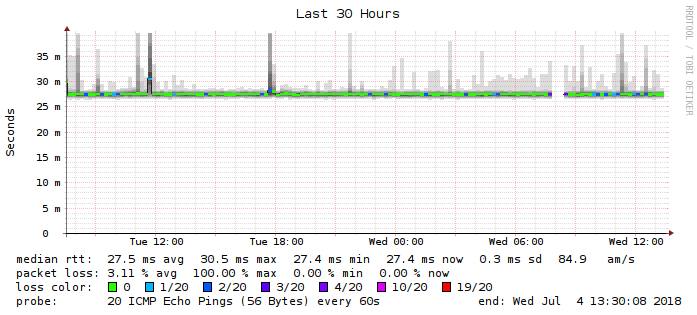 Last 30 Hours
RRDTOOL / TOBI OETIKER
Seconds
35 m
30 m
25 m
20 m
15 m
10 m
5 m
0
Tue 12:00 Tue 18:00 Wed 00:00 Wed 06:00 Wed 12:00
median rtt: 27.5 ms avg 30.5 ms max 27.4 ms min 27.4 ms now 0.3 ms sd 84.9 am/s
packet loss: 3.11 % avg 100.00 % max 0.00 % min 0.00 % now
loss color: 0 1/20 2/20 3/20 4/20 10/20 19/20
probe: 20 ICMP Echo Pings (56 Bytes) every 60s end: Wed Jul 4 13:30:08 2018